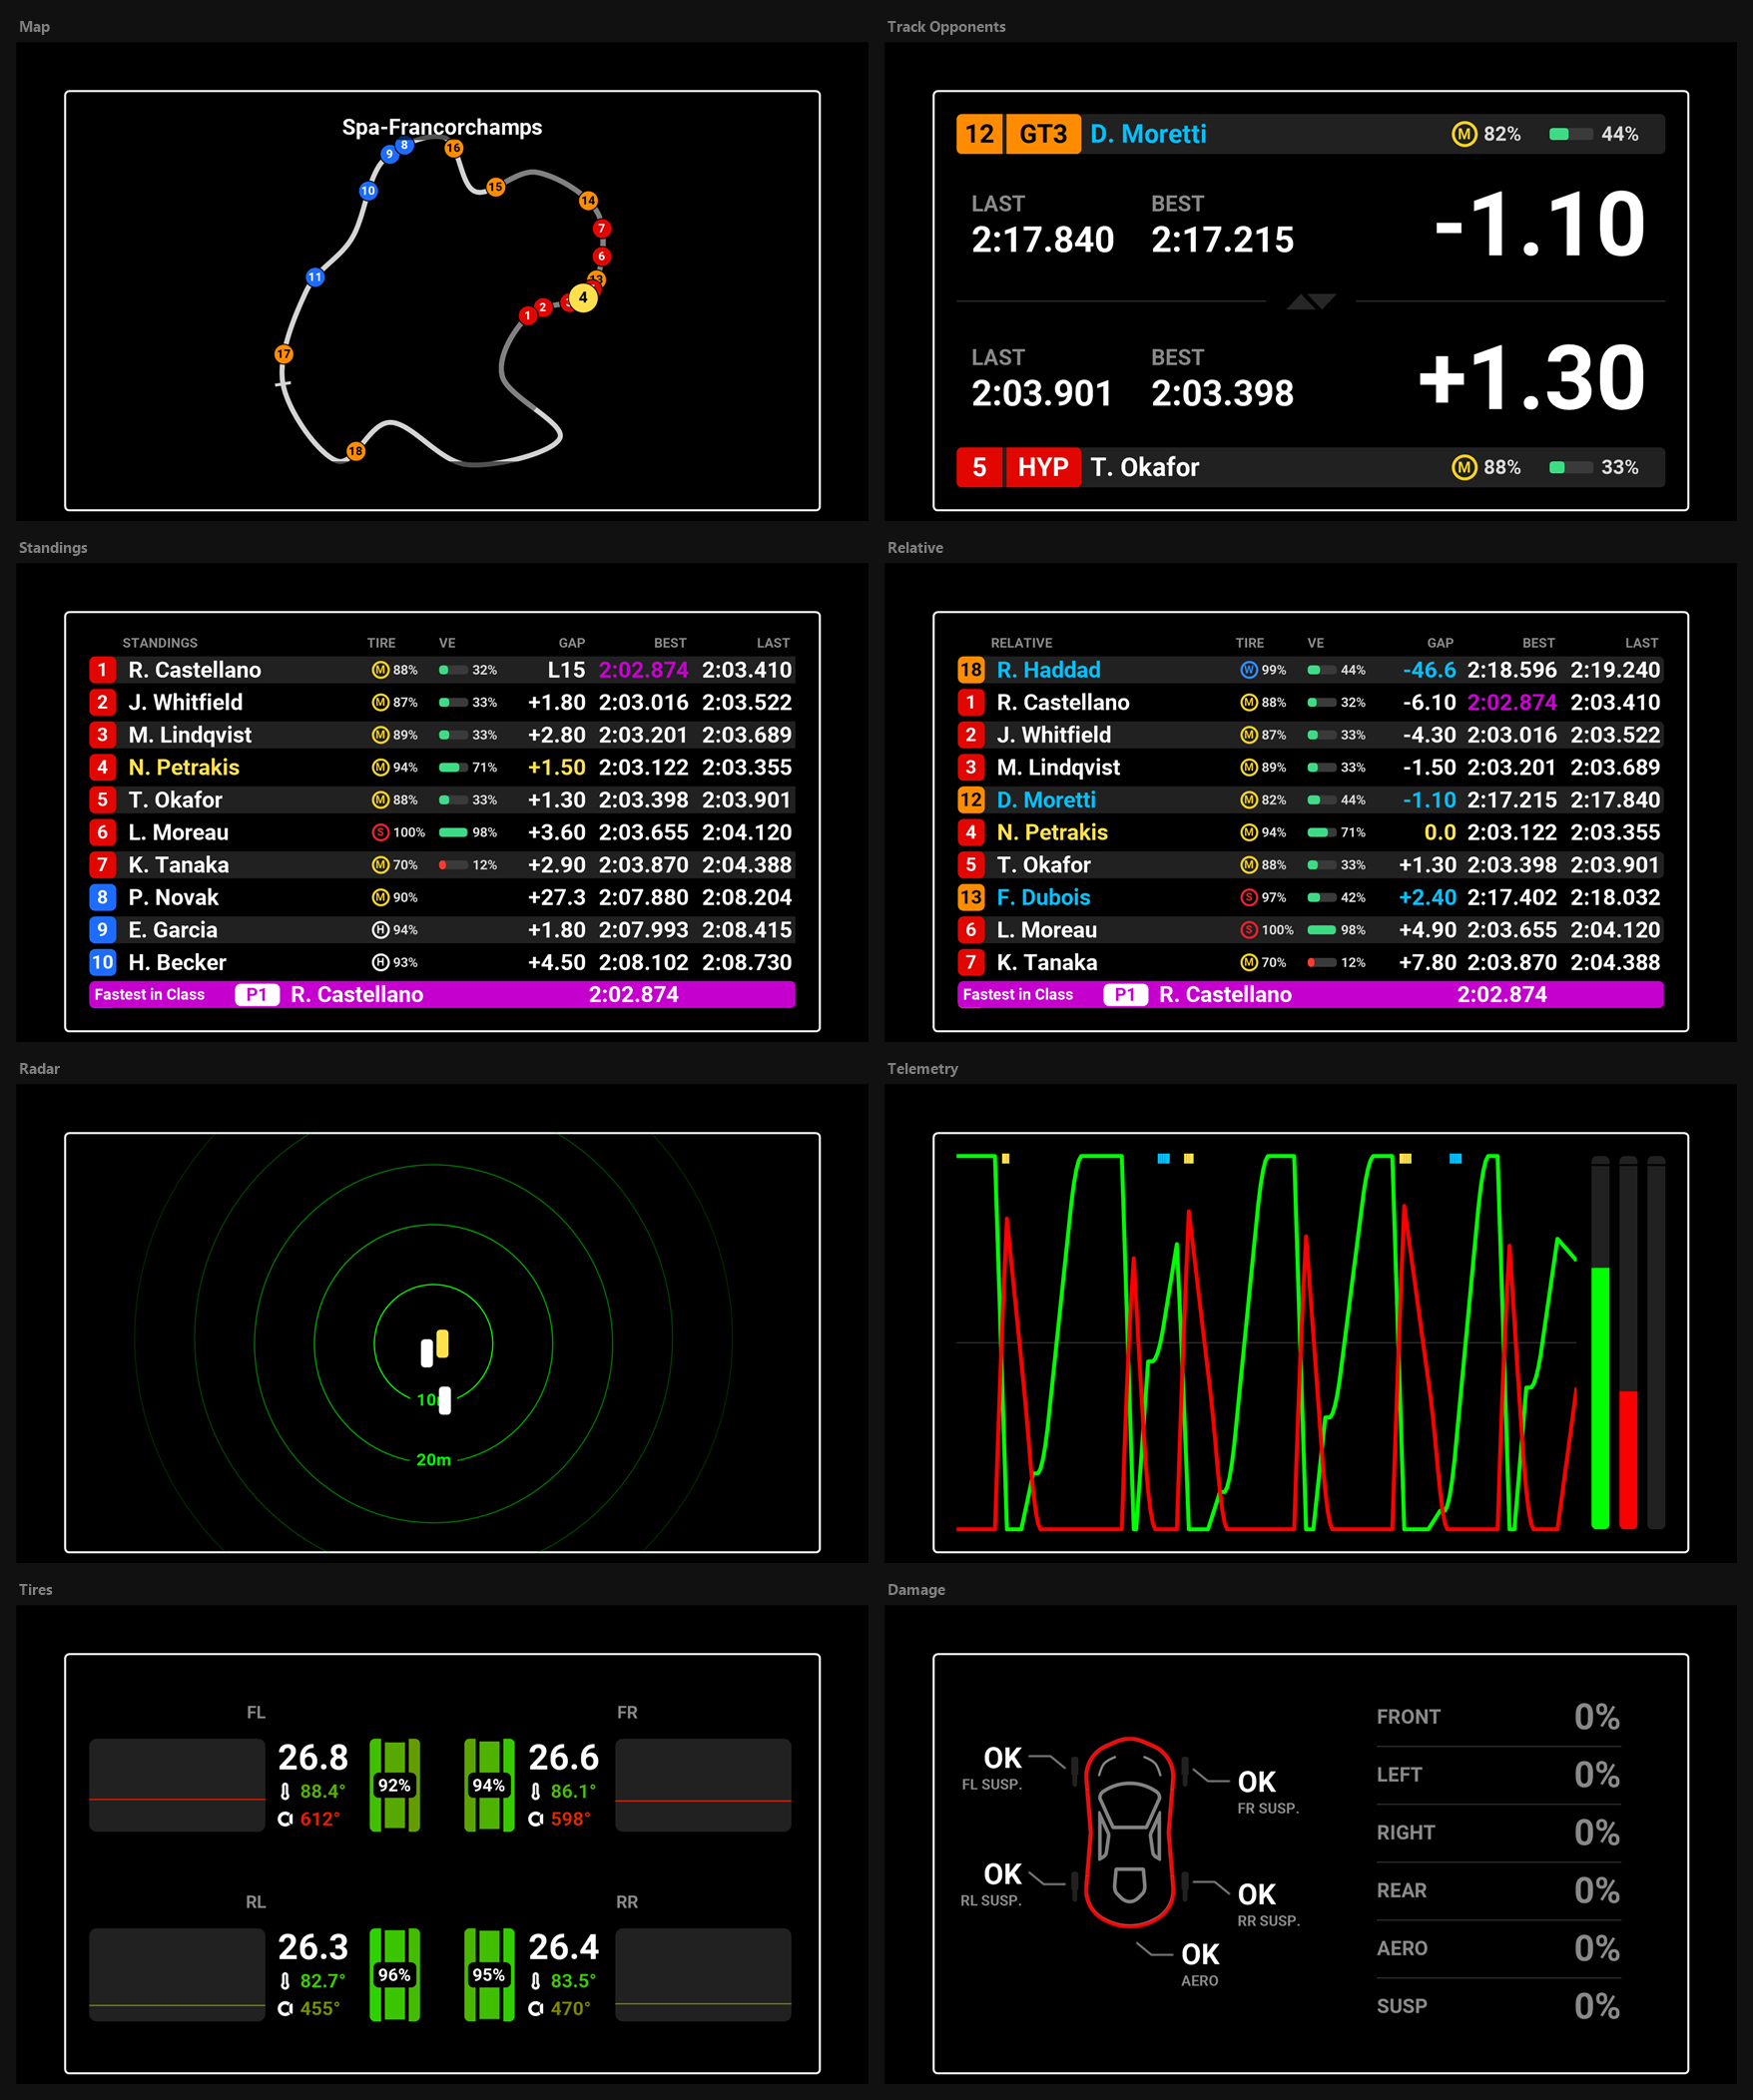 Map
Spa-Francorchamps
16
8
9
15
10
14
7
6
11
13
4
3
2
1
17
18
Track Opponents
12 GT3 D. Moretti M 82% 44%
LAST BEST -1.10
2:17.840 2:17.215
LAST BEST +1.30
2:03.901 2:03.398
5 HYP T. Okafor M 88% 33%
Standings
STANDINGS TIRE VE GAP BEST LAST
1 R. Castellano M 88% 32% L15 2:02.874 2:03.410
2 J. Whitfield M 87% 33% +1.80 2:03.016 2:03.522
3 M. Lindqvist M 89% 33% +2.80 2:03.201 2:03.689
4 N. Petrakis M 94% 71% +1.50 2:03.122 2:03.355
5 T. Okafor M 88% 33% +1.30 2:03.398 2:03.901
6 L. Moreau S 100% 98% +3.60 2:03.655 2:04.120
7 K. Tanaka M 70% 12% +2.90 2:03.870 2:04.388
8 P. Novak M 90% +27.3 2:07.880 2:08.204
9 E. Garcia H 94% +1.80 2:07.993 2:08.415
10 H. Becker H 93% +4.50 2:08.102 2:08.730
Fastest in Class P1 R. Castellano 2:02.874
Relative
RELATIVE TIRE VE GAP BEST LAST
18 R. Haddad W 99% 44% -46.6 2:18.596 2:19.240
1 R. Castellano M 88% 32% -6.10 2:02.874 2:03.410
2 J. Whitfield M 87% 33% -4.30 2:03.016 2:03.522
3 M. Lindqvist M 89% 33% -1.50 2:03.201 2:03.689
12 D. Moretti M 82% 44% -1.10 2:17.215 2:17.840
4 N. Petrakis M 94% 71% 0.0 2:03.122 2:03.355
5 T. Okafor M 88% 33% +1.30 2:03.398 2:03.901
13 F. Dubois S 97% 42% +2.40 2:17.402 2:18.032
6 L. Moreau S 100% 98% +4.90 2:03.655 2:04.120
7 K. Tanaka M 70% 12% +7.80 2:03.870 2:04.388
Fastest in Class P1 R. Castellano 2:02.874
Radar
10m
20m
Telemetry
Tires
FL FR
26.8 92% 94% 26.6
88.4° 86.1°
612° 598°
RL RR
26.3 96% 95% 26.4
82.7° 83.5°
455° 470°
Damage
OK
FL SUSP.
OK
FR SUSP.
OK
RL SUSP.
OK
RR SUSP.
OK
AERO
FRONT 0%
LEFT 0%
RIGHT 0%
REAR 0%
AERO 0%
SUSP 0%